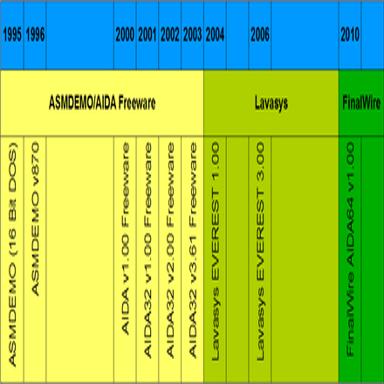 1995 1996 2000 2001 2002 2003 2004 2006 2010
ASMDEMO/AIDA Freeware Lavasys FinalWire
ASMDEMO (16 Bit DOS)
ASMDEMO v870
AIDA v1.00 Freeware
AIDA32 v1.00 Freeware
AIDA32 v2.00 Freeware
AIDA32 v3.61 Freeware
Lavasys EVEREST 1.00
Lavasys EVEREST 3.00
FinalWire AIDA64 v1.00